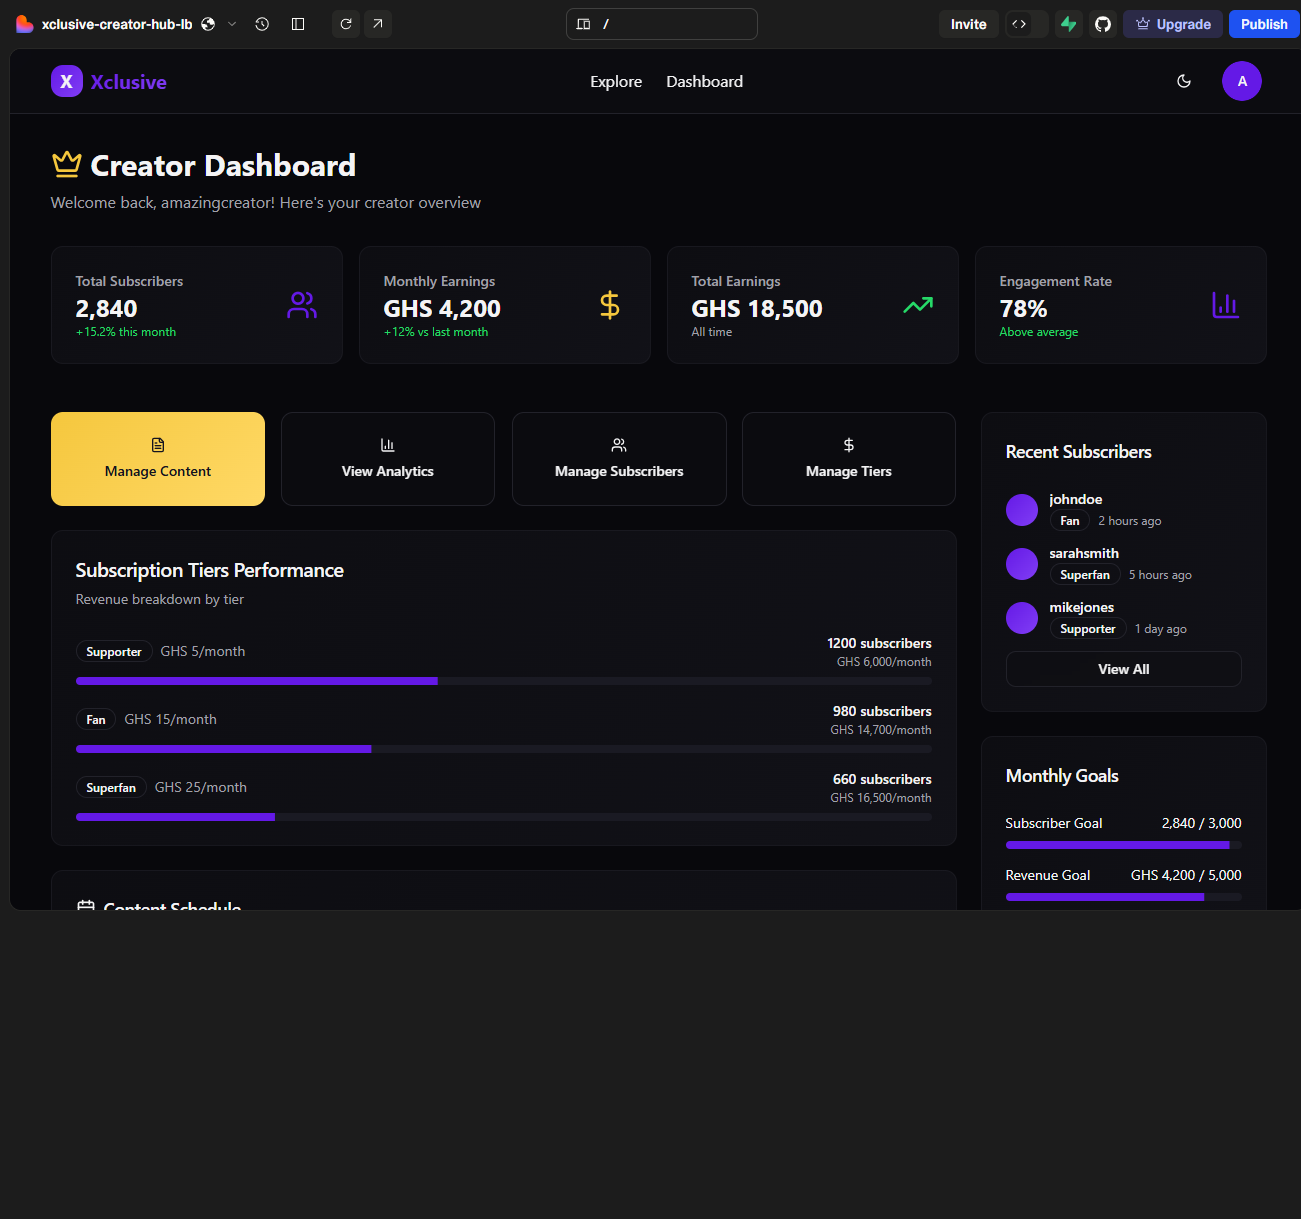 xclusive-creator-hub-lb
/
Invite
Upgrade
Publish
X Xclusive
Explore
Dashboard
A
Creator Dashboard
Welcome back, amazingcreator! Here's your creator overview
Total Subscribers
2,840
+15.2% this month
Monthly Earnings
GHS 4,200
+12% vs last month
Total Earnings
GHS 18,500
All time
Engagement Rate
78%
Above average
Manage Content
View Analytics
Manage Subscribers
Manage Tiers
Subscription Tiers Performance
Revenue breakdown by tier
Supporter GHS 5/month
1200 subscribers
GHS 6,000/month
Fan GHS 15/month
980 subscribers
GHS 14,700/month
Superfan GHS 25/month
660 subscribers
GHS 16,500/month
Content Schedule
Recent Subscribers
johndoe
Fan 2 hours ago
sarahsmith
Superfan 5 hours ago
mikejones
Supporter 1 day ago
View All
Monthly Goals
Subscriber Goal 2,840 / 3,000
Revenue Goal GHS 4,200 / 5,000